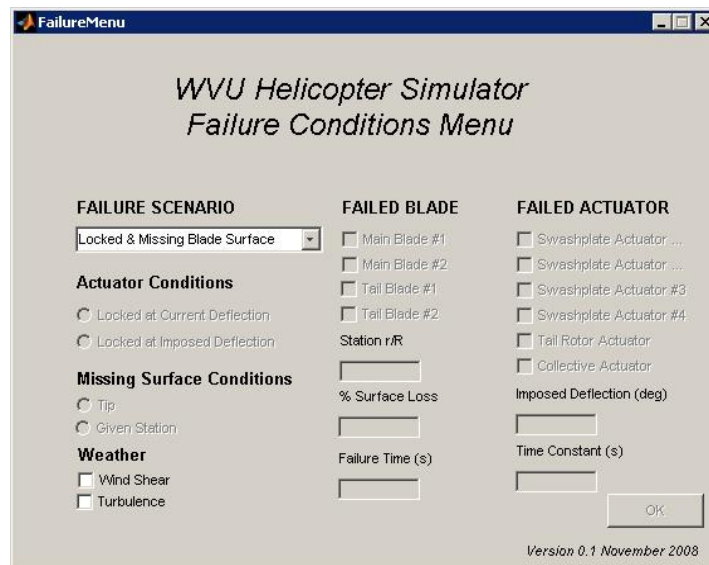 FailureMenu
WVU Helicopter Simulator
Failure Conditions Menu
FAILURE SCENARIO
Locked & Missing Blade Surface
Actuator Conditions
Locked at Current Deflection
Locked at Imposed Deflection
Missing Surface Conditions
Tip
Given Station
Weather
Wind Shear
Turbulence
FAILED BLADE
Main Blade #1
Main Blade #2
Tail Blade #1
Tail Blade #2
Station r/R
% Surface Loss
Failure Time (s)
FAILED ACTUATOR
Swashplate Actuator ...
Swashplate Actuator ...
Swashplate Actuator #3
Swashplate Actuator #4
Tail Rotor Actuator
Collective Actuator
Imposed Deflection (deg)
Time Constant (s)
OK
Version 0.1 November 2008